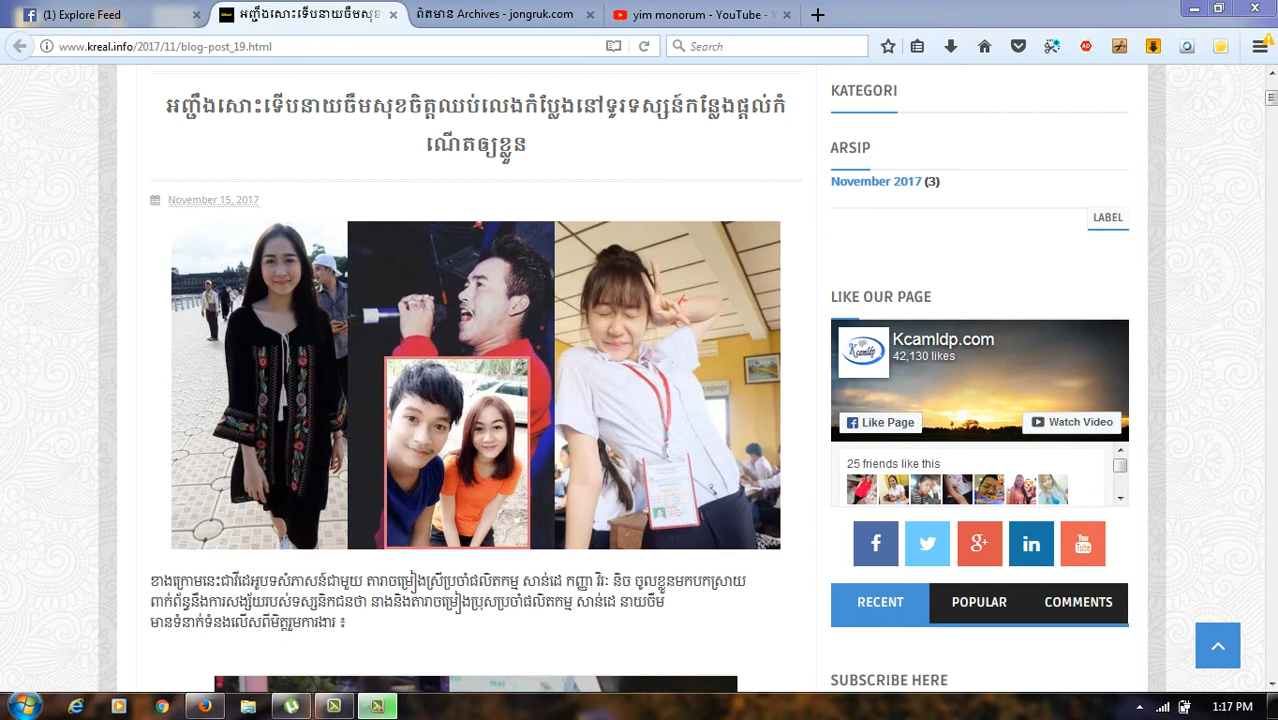 (1) Explore Feed
អញ្ជឹងសោះទើបនាយចឺមសុខ
ពិតមាន Archives - jongruk.com
yim monorum - YouTube - Y
www.kreal.info/2017/11/blog-post_19.html
Search
អញ្ជឹងសោះទើបនាយចឺមសុខចិត្តឈប់លេងកំប្លែងនៅទូរទស្សន៍កន្លែងផ្តល់កំ
ណើតឲ្យខ្លួន
November 15, 2017
ខាងក្រោមនេះជាវីដេអូបទសំភាសន៍ជាមួយ តារាចម្រៀងស្រីប្រចាំផលិតកម្ម សាន់ដេ កញ្ញា រិរៈ និច ចូលខ្លួនមកបកស្រាយ
ពាក់ព័ន្ធនឹងការសង្ស័យរបស់ទស្សនិកជនថា នាងនិងតារាចម្រៀងប្រុសប្រចាំផលិតកម្ម សាន់ដេ នាយចឺម
មានទំនាក់ទំនងលើសពីមិត្តរួមការងារ ៖
KATEGORI
ARSIP
November 2017 (3)
LABEL
LIKE OUR PAGE
Kcamldp
Kcamldp.com
42,130 likes
Like Page
Watch Video
25 friends like this
RECENT
POPULAR
COMMENTS
SUBSCRIBE HERE
1:17 PM